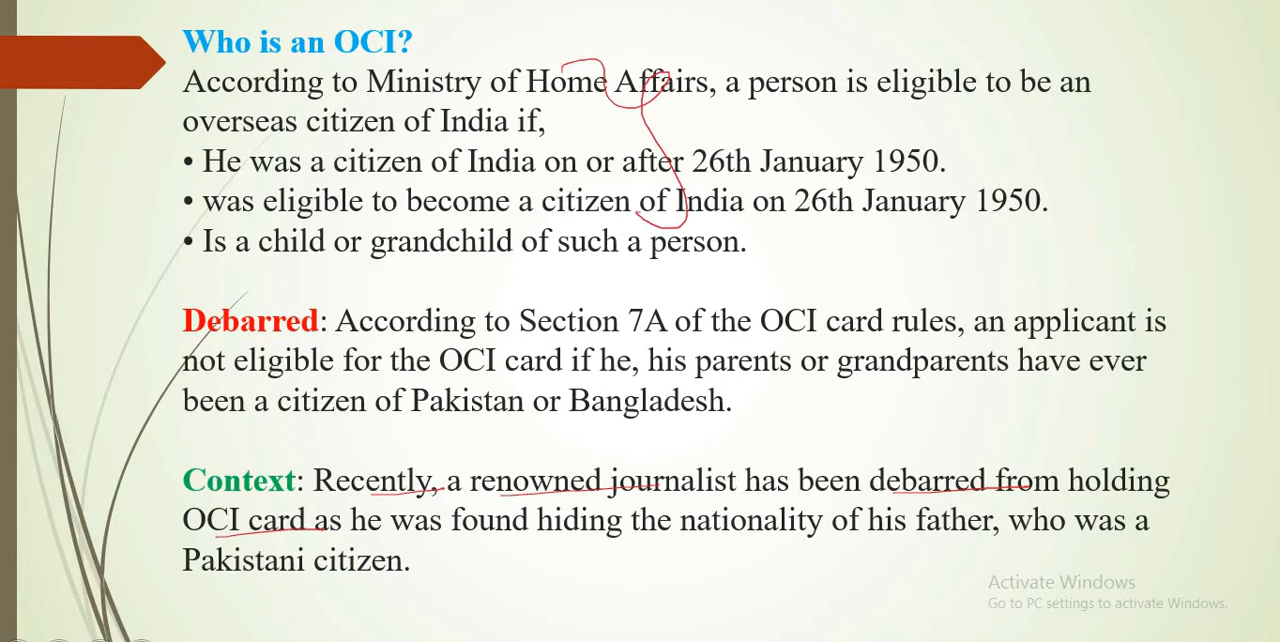 Who is an OCI?
According to Ministry of Home Affairs, a person is eligible to be an
overseas citizen of India if,
• He was a citizen of India on or after 26th January 1950.
• was eligible to become a citizen of India on 26th January 1950.
• Is a child or grandchild of such a person.
Debarred: According to Section 7A of the OCI card rules, an applicant is
not eligible for the OCI card if he, his parents or grandparents have ever
been a citizen of Pakistan or Bangladesh.
Context: Recently, a renowned journalist has been debarred from holding
OCI card as he was found hiding the nationality of his father, who was a
Pakistani citizen.
Activate Windows
Go to PC settings to activate Windows.